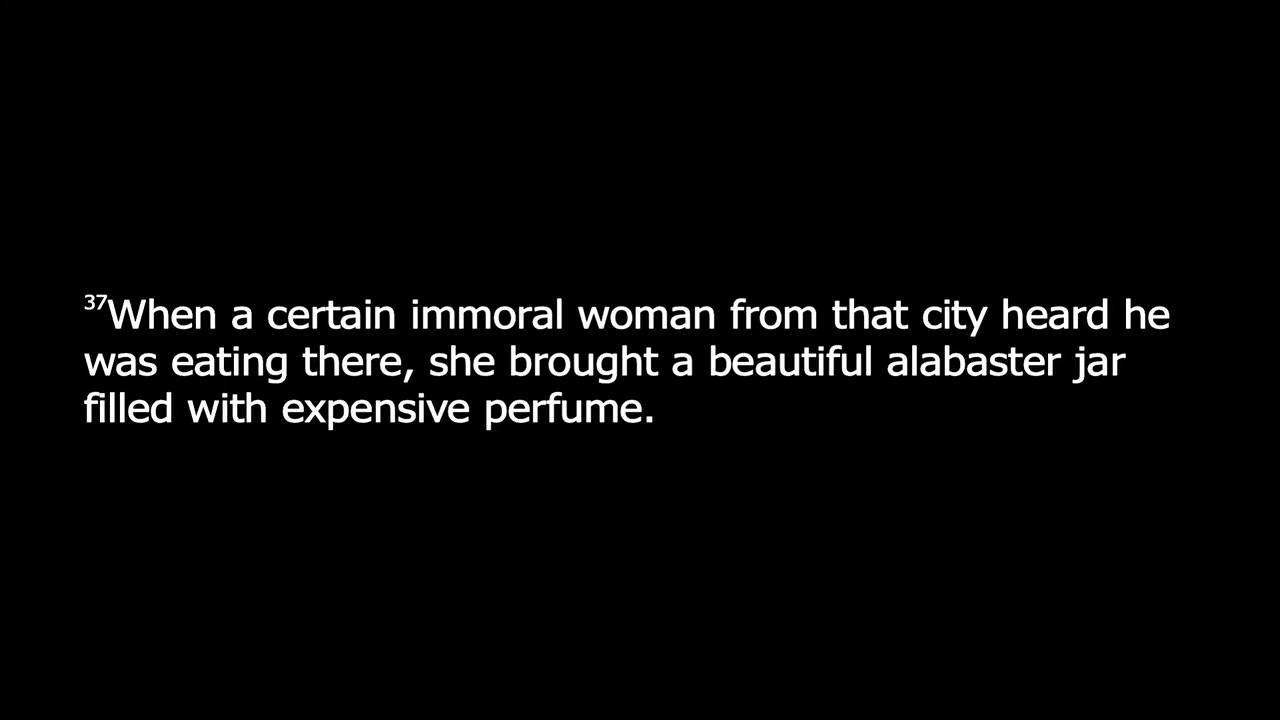 37When a certain immoral woman from that city heard he
was eating there, she brought a beautiful alabaster jar
filled with expensive perfume.